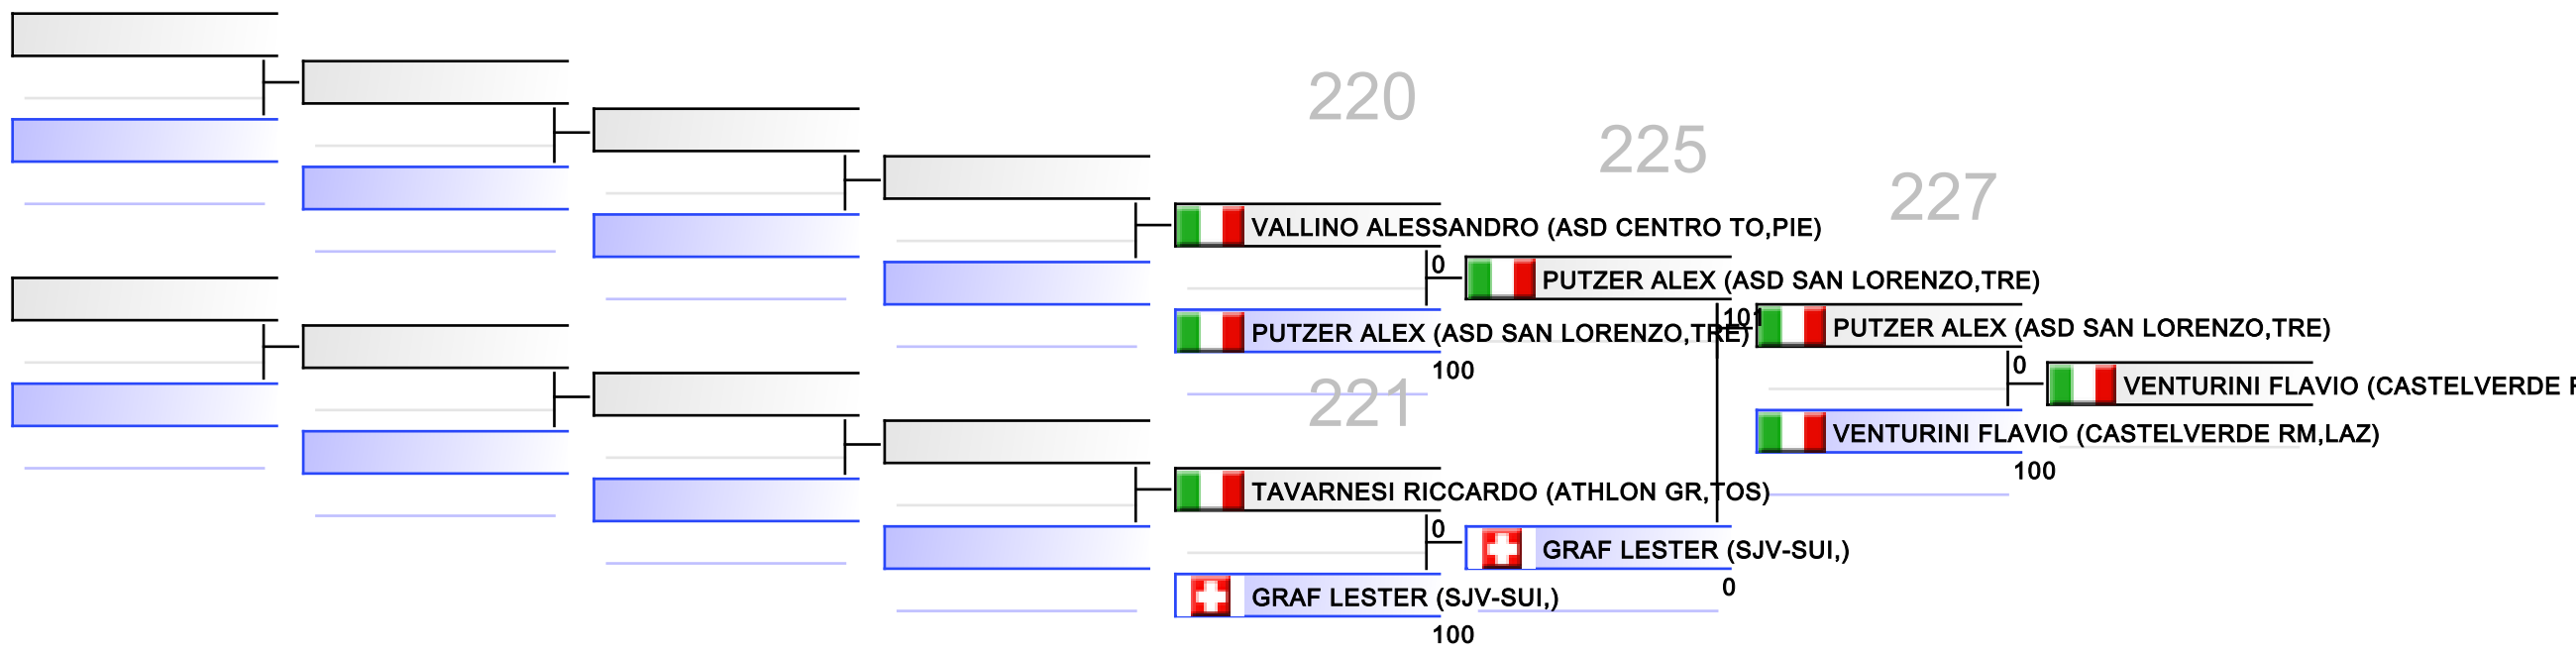 220
225
227
VALLINO ALESSANDRO (ASD CENTRO TO,PIE)
0
PUTZER ALEX (ASD SAN LORENZO,TRE)
101
PUTZER ALEX (ASD SAN LORENZO,TRE)
PUTZER ALEX (ASD SAN LORENZO,TRE)
100
0
VENTURINI FLAVIO (CASTELVERDE
221
VENTURINI FLAVIO (CASTELVERDE RM,LAZ)
100
TAVARNESI RICCARDO (ATHLON GR,TOS)
0
GRAF LESTER (SJV-SUI,)
0
GRAF LESTER (SJV-SUI,)
100